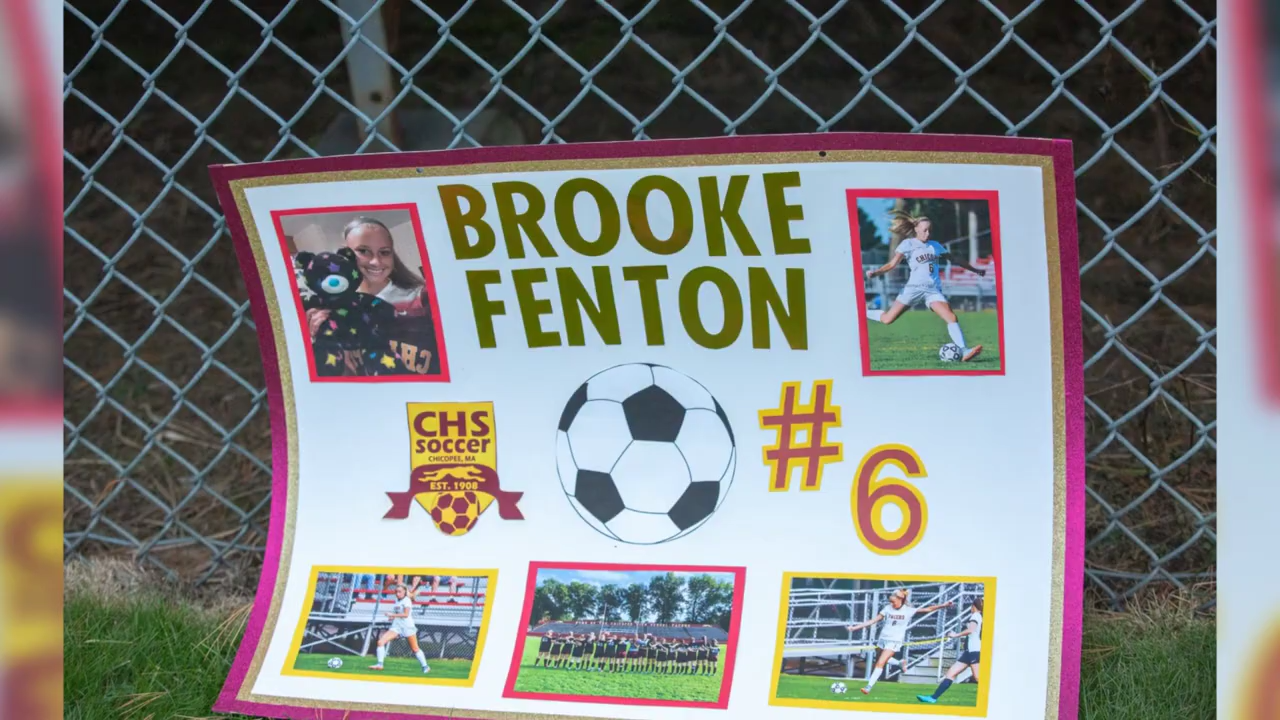 BROOKE
FENTON
CHS
soccer
CHICOPEE, MA
EST. 1908
#6